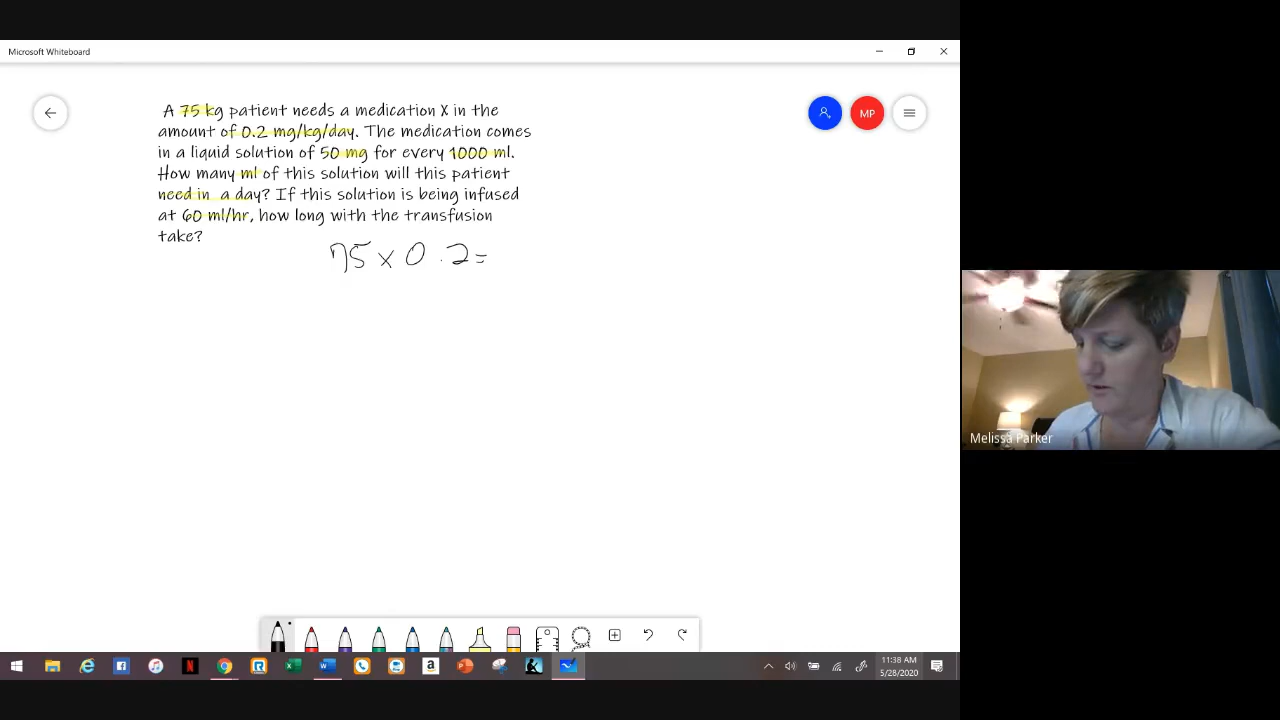 Microsoft Whiteboard
MP
A 75 kg patient needs a medication X in the
amount of 0.2 mg/kg/day. The medication comes
in a liquid solution of 50 mg for every 1000 ml.
How many ml of this solution will this patient
need in a day? If this solution is being infused
at 60 ml/hr, how long with the transfusion
take?
75 x 0.2=
Melissa Parker
11:38 AM
5/28/2020